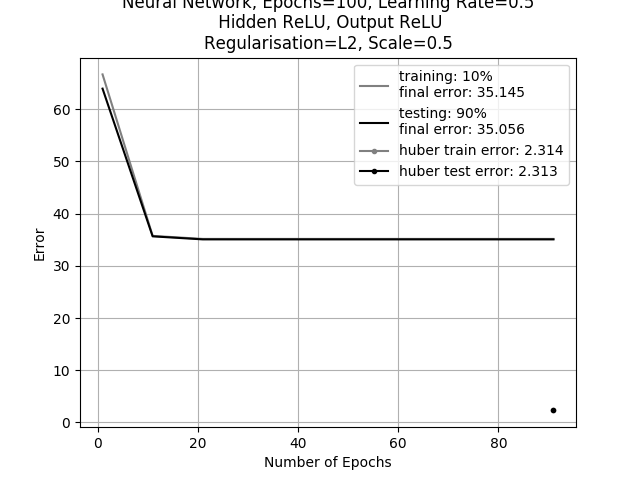 Neural Network, Epochs=100, Learning Rate=0.5
Hidden ReLU, Output ReLU
Regularisation=L2, Scale=0.5
training: 10%
final error: 35.145
testing: 90%
final error: 35.056
huber train error: 2.314
huber test error: 2.313
60
50
40
30
20
10
0
Error
0 20 40 60 80
Number of Epochs